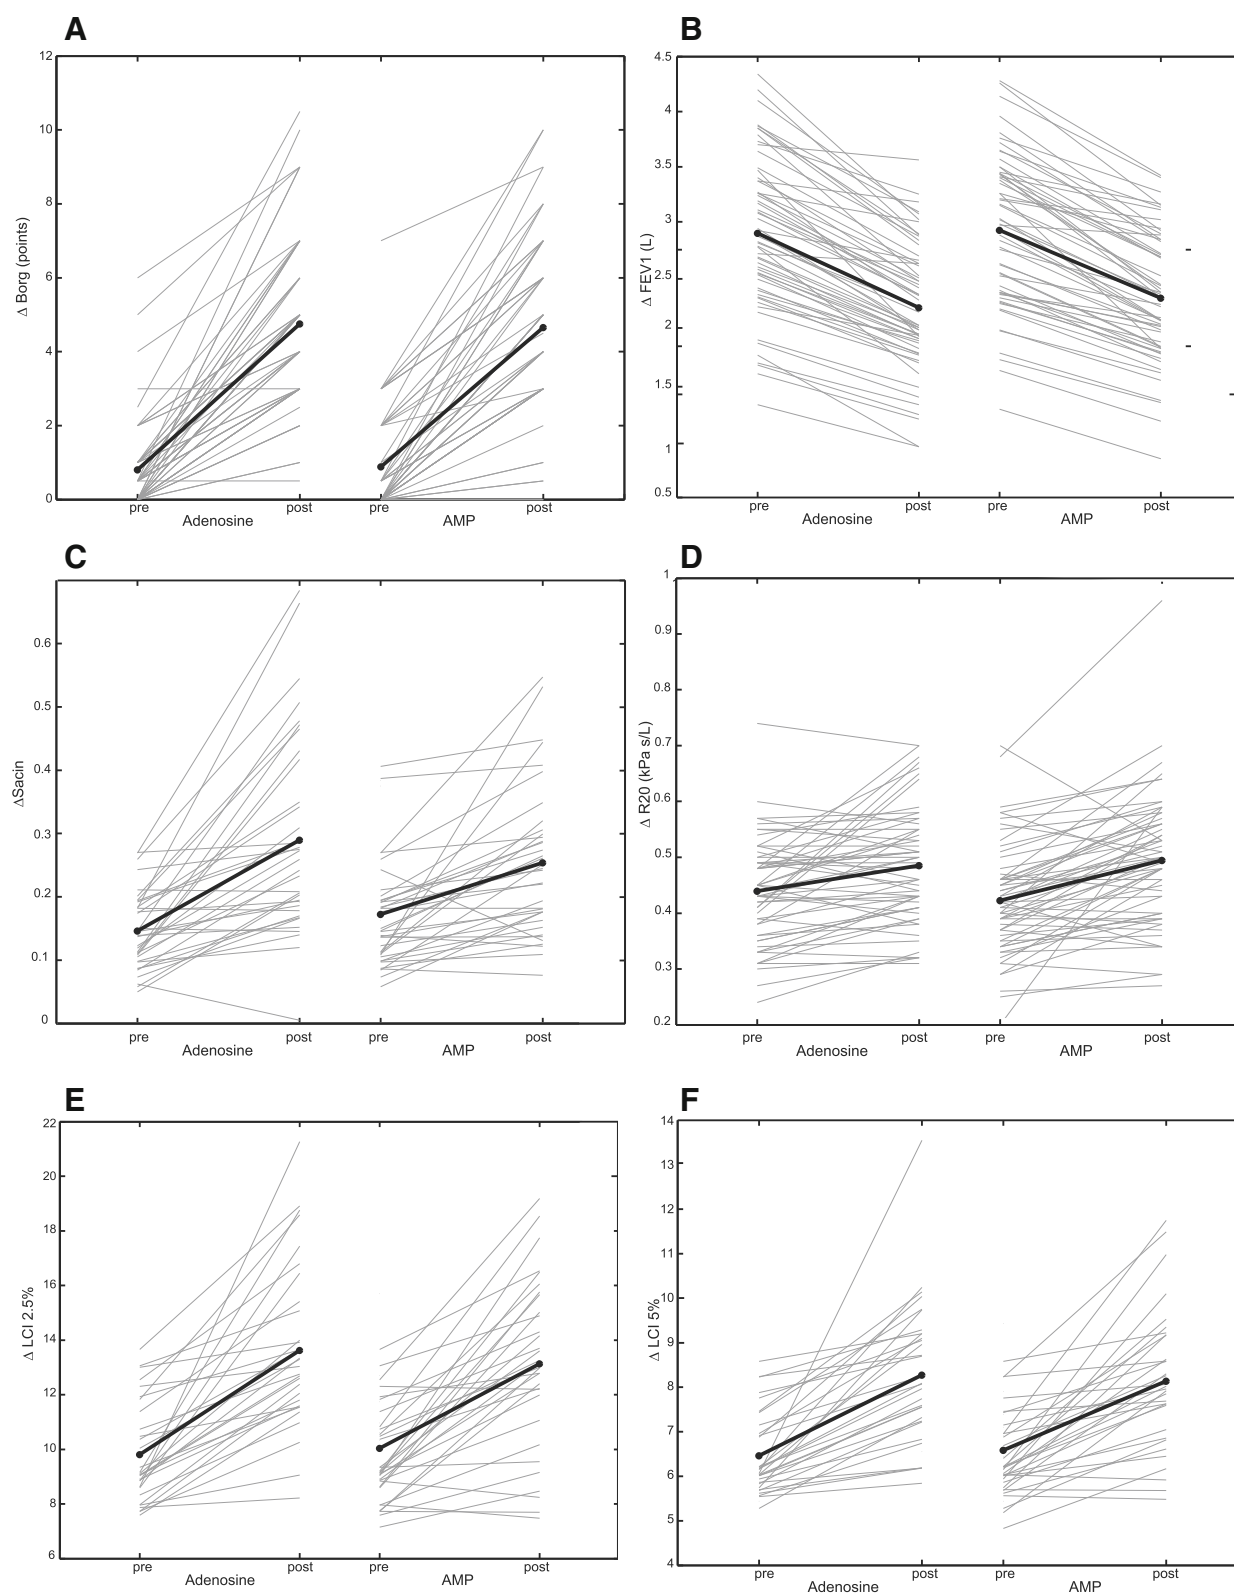 A
12
10
8
6
4
2
0
Δ Borg (points)
pre
post
pre
post
Adenosine
AMP
B
4.5
4
3.5
3
2.5
2
1.5
1
0.5
Δ FEV1 (L)
pre
post
pre
post
Adenosine
AMP
C
0.6
0.5
0.4
0.3
0.2
0.1
0
ΔSacin
pre
post
pre
post
Adenosine
AMP
D
1
0.9
0.8
0.7
0.6
0.5
0.4
0.3
0.2
Δ R20 (kPa s/L)
pre
post
pre
post
Adenosine
AMP
E
22
20
18
16
14
12
10
8
6
Δ LCI 2.5%
pre
post
pre
post
Adenosine
AMP
F
14
13
12
11
10
9
8
7
6
5
4
Δ LCI 5%
pre
post
pre
post
Adenosine
AMP